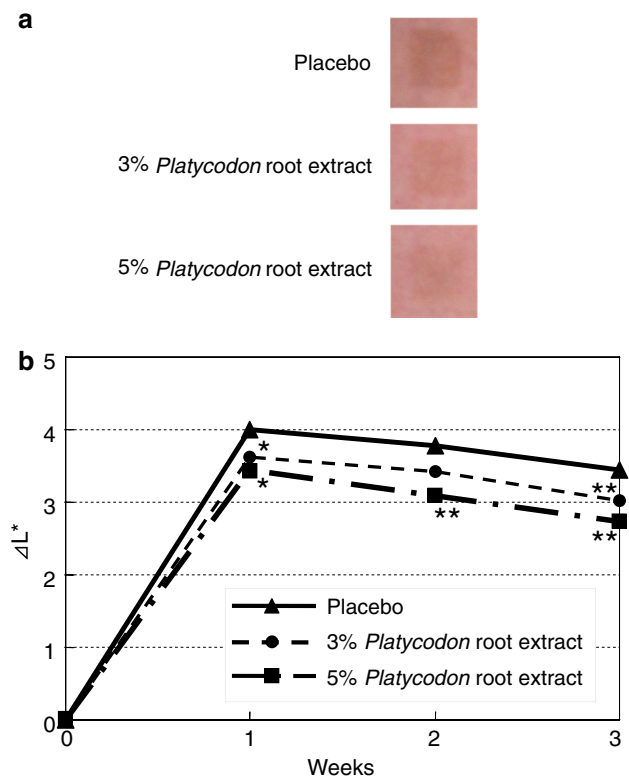 a
Placebo
3% Platycodon root extract
5% Platycodon root extract
b
5
4
3
2
1
0
⊿L*
*
*
**
**
**
Placebo
3% Platycodon root extract
5% Platycodon root extract
0 1 2 3
Weeks